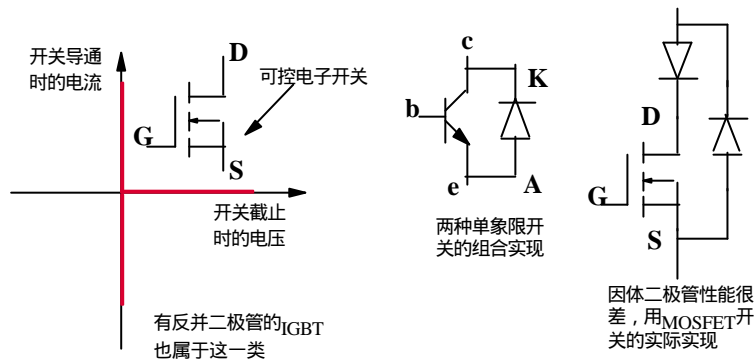 开关导通
时的电流
D
可控电子开关
G
S
开关截止
时的电压
有反并二极管的IGBT
也属于这一类
c
K
b
e
A
两种单象限开
关的组合实现
D
G
S
因体二极管性能很
差，用MOSFET开
关的实际实现